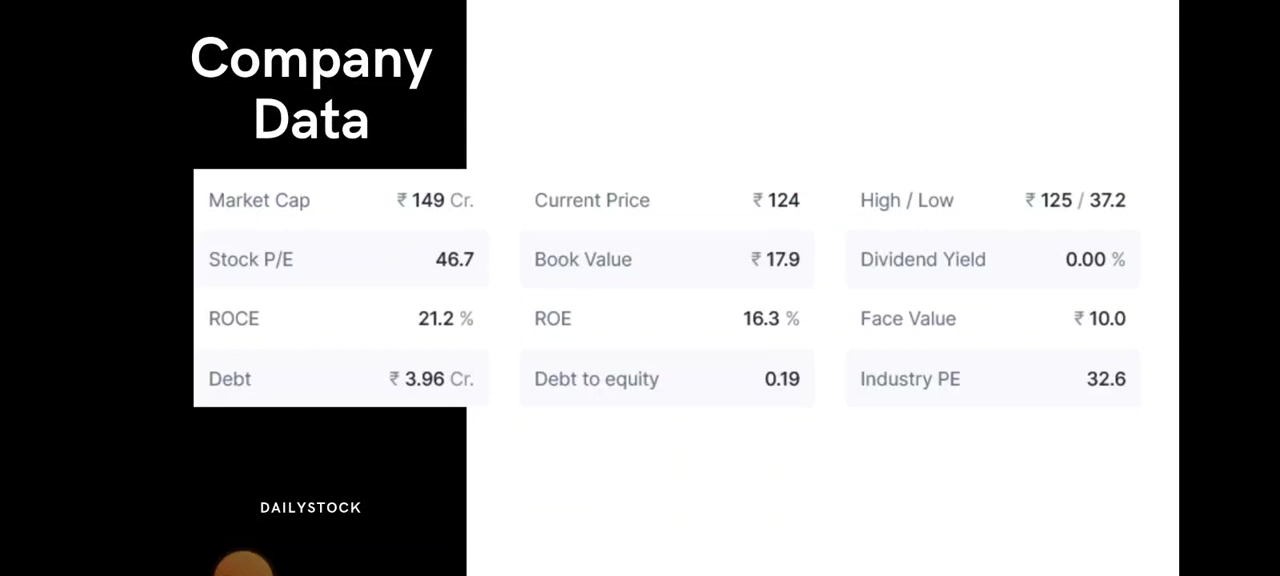 Company
Data
Market Cap ₹ 149 Cr. Current Price ₹ 124 High / Low ₹ 125 / 37.2
Stock P/E 46.7 Book Value ₹ 17.9 Dividend Yield 0.00 %
ROCE 21.2 % ROE 16.3 % Face Value ₹ 10.0
Debt ₹ 3.96 Cr. Debt to equity 0.19 Industry PE 32.6
DAILYSTOCK